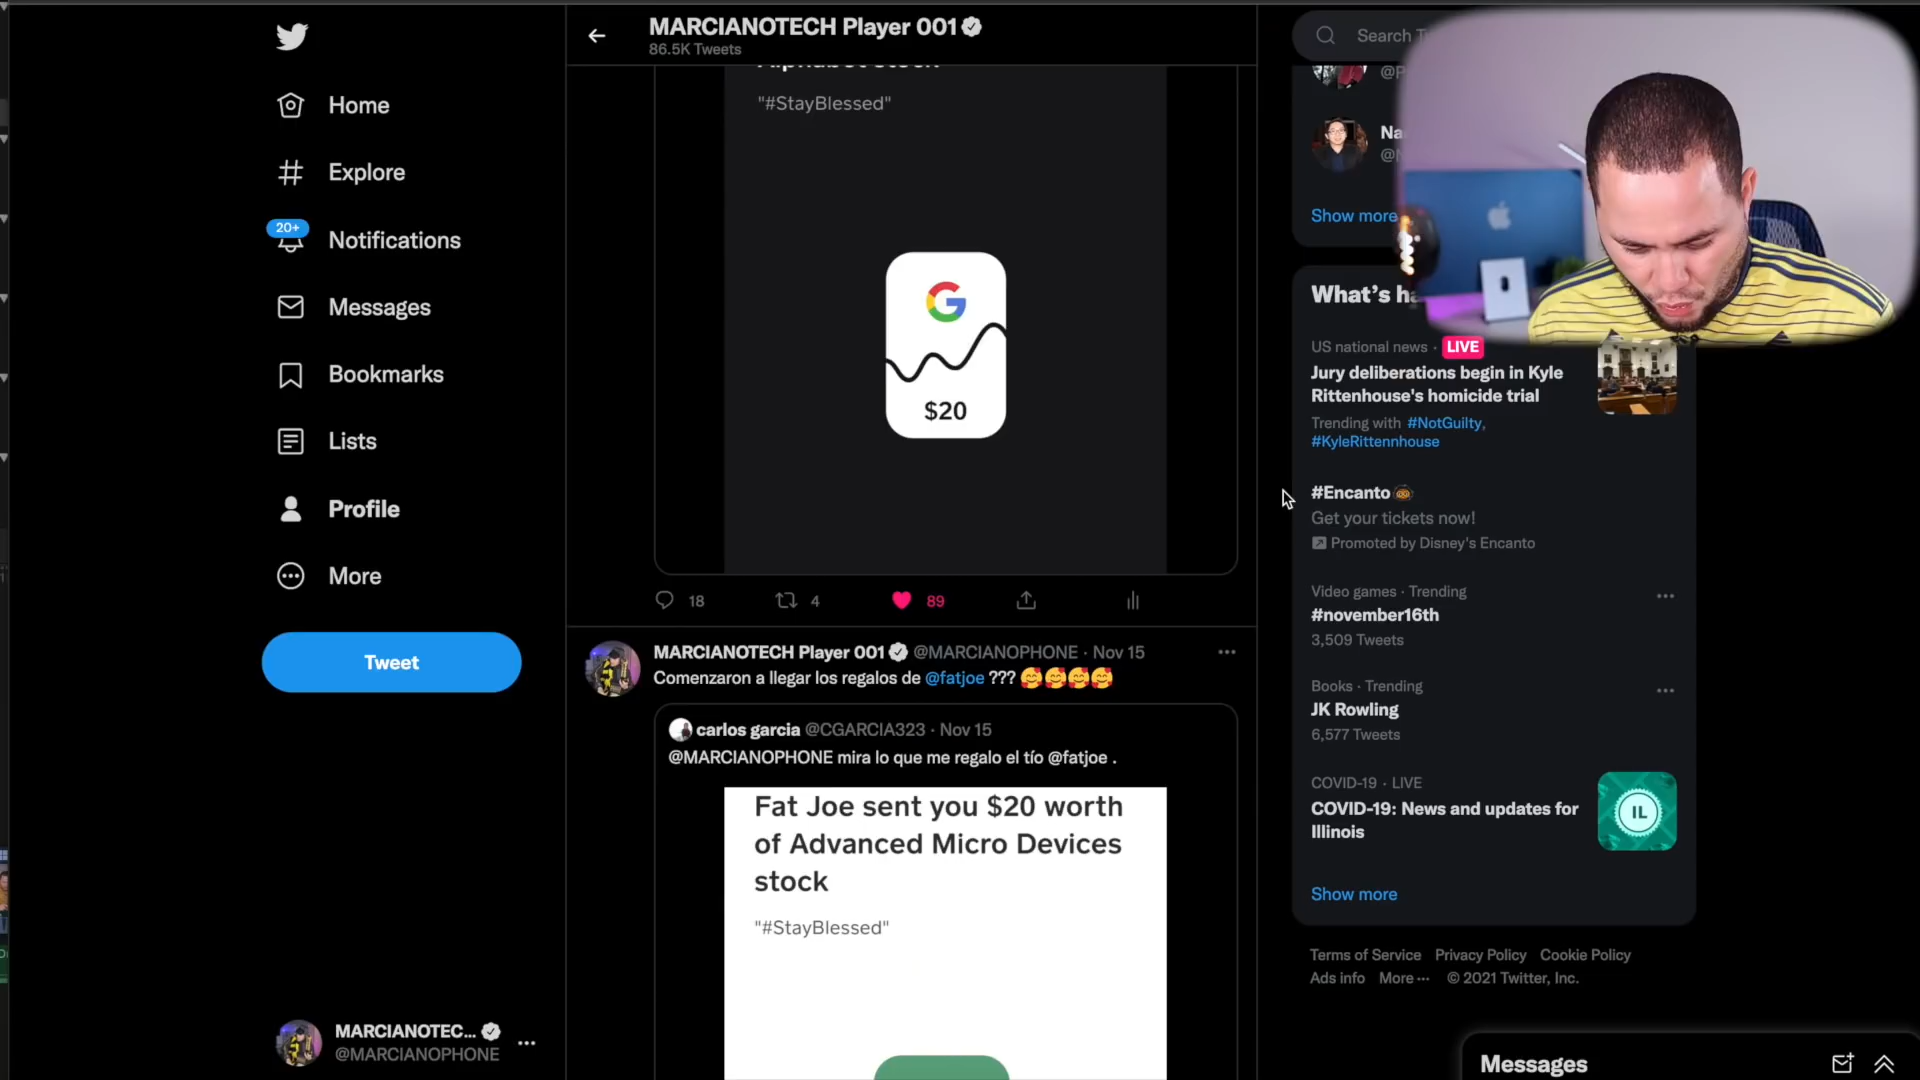 MARCIANOTECH Player 001
86.5K Tweets
Home
Explore
20+
Notifications
Messages
Bookmarks
Lists
Profile
More
Tweet
MARCIANOTEC...
@MARCIANOPHONE
"#StayBlessed"
$20
18
4
89
MARCIANOTECH Player 001 @MARCIANOPHONE · Nov 15
Comenzaron a llegar los regalos de @fatjoe ??? 🥰🥰🥰🥰
carlos garcia @CGARCIA323 · Nov 15
@MARCIANOPHONE mira lo que me regalo el tío @fatjoe .
Fat Joe sent you $20 worth
of Advanced Micro Devices
stock
"#StayBlessed"
Search
Show more
What's
US national news · LIVE
Jury deliberations begin in Kyle
Rittenhouse's homicide trial
Trending with #NotGuilty,
#KyleRittennhouse
#Encanto
Get your tickets now!
Promoted by Disney's Encanto
Video games · Trending
#november16th
3,509 Tweets
Books · Trending
JK Rowling
6,577 Tweets
COVID-19 · LIVE
COVID-19: News and updates for
Illinois
IL
Show more
Terms of Service Privacy Policy Cookie Policy
Ads info More ··· © 2021 Twitter, Inc.
Messages